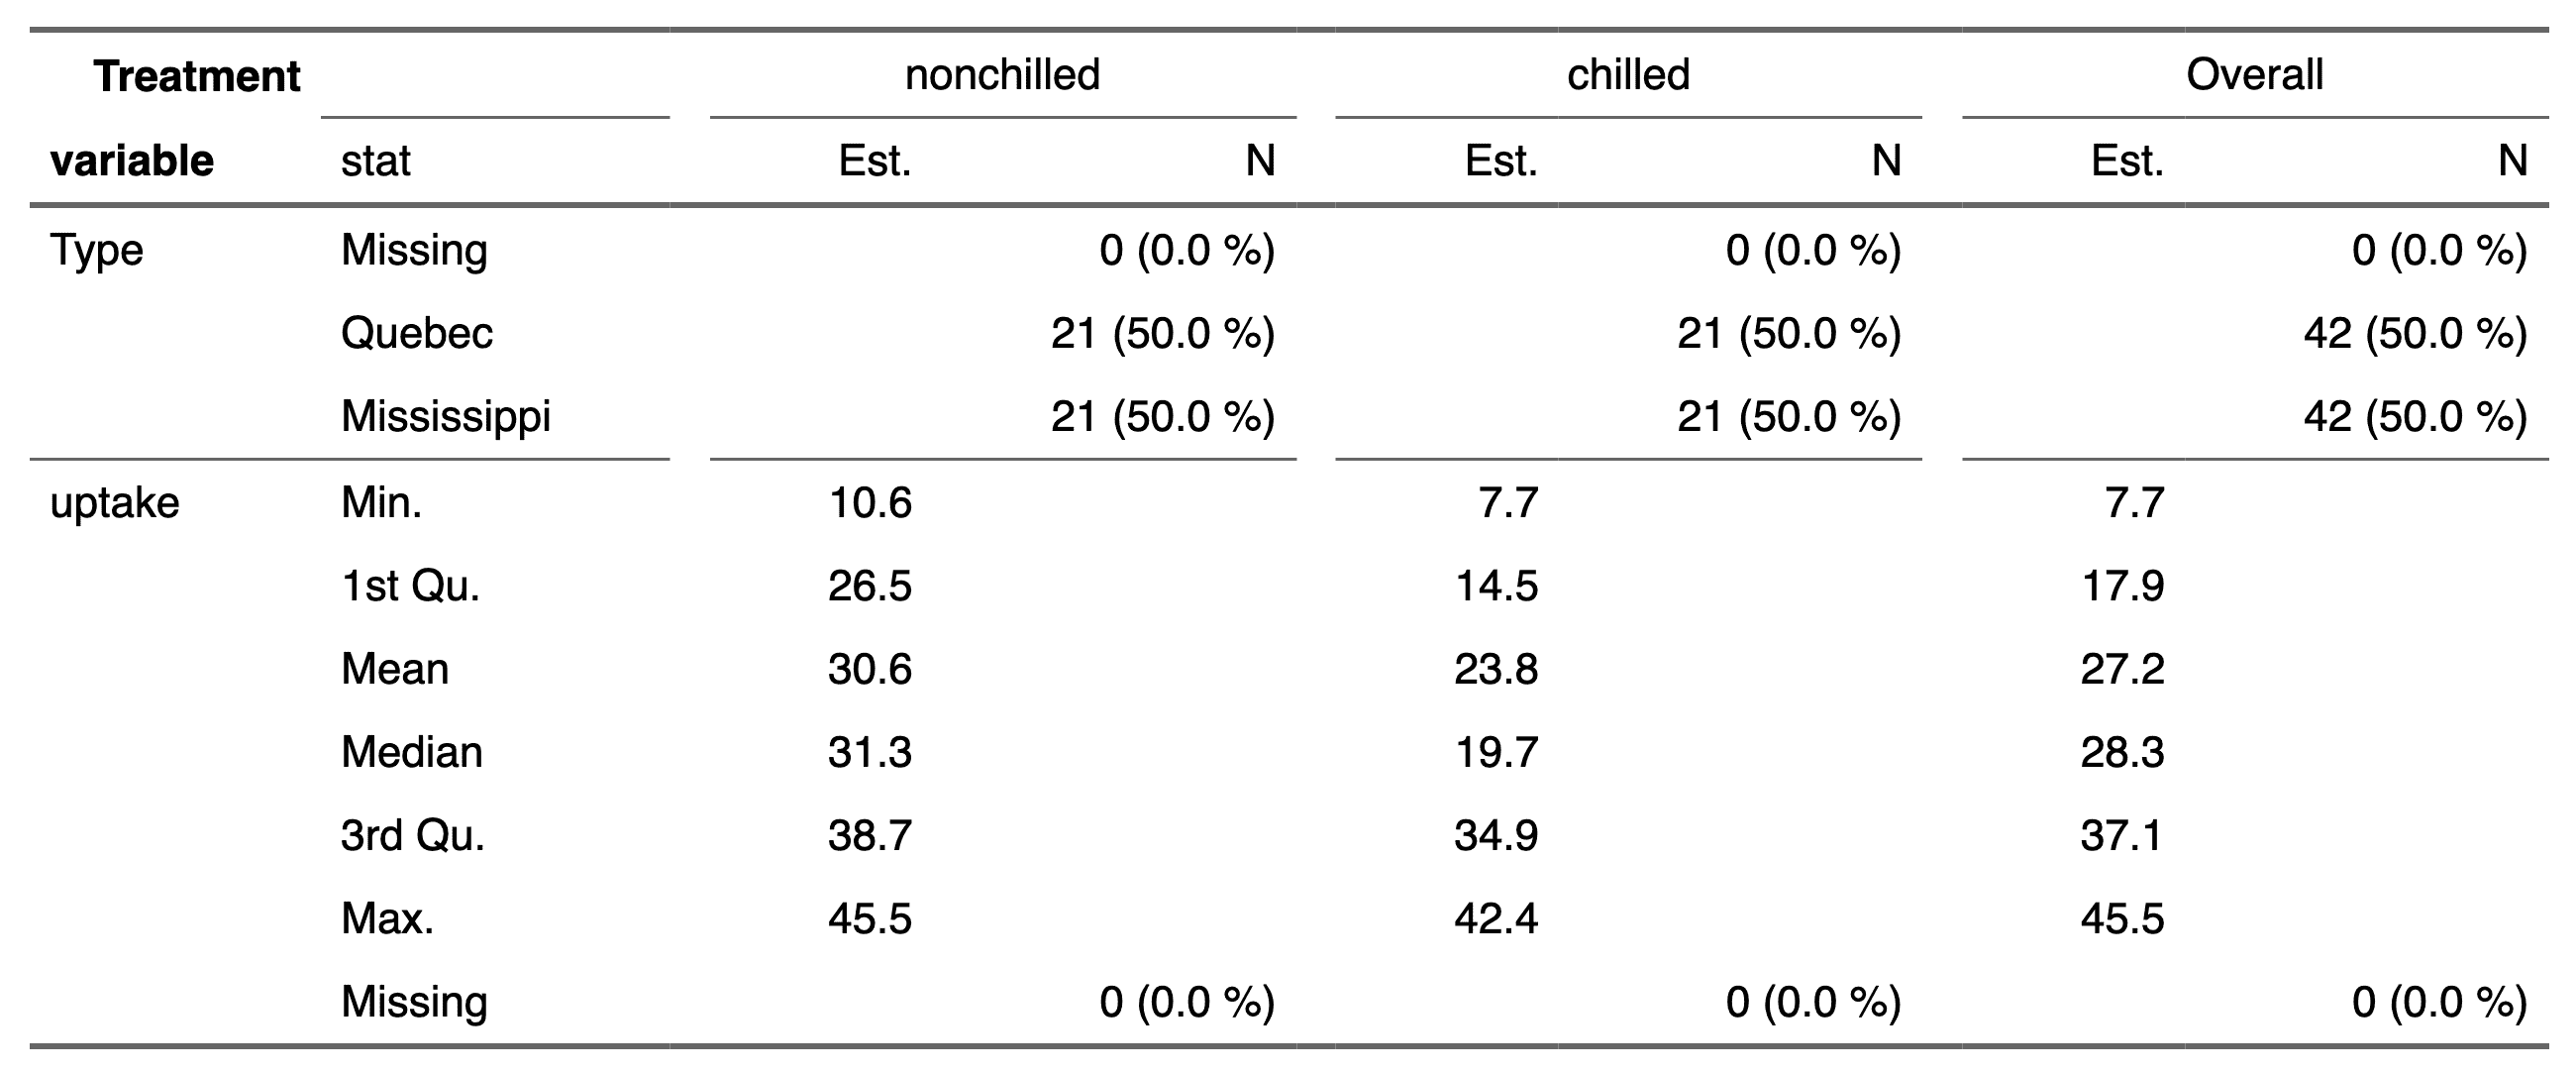 Treatment nonchilled chilled Overall
variable stat Est. N Est. N Est. N
Type Missing 0 (0.0 %) 0 (0.0 %) 0 (0.0 %)
Quebec 21 (50.0 %) 21 (50.0 %) 42 (50.0 %)
Mississippi 21 (50.0 %) 21 (50.0 %) 42 (50.0 %)
uptake Min. 10.6 7.7 7.7
1st Qu. 26.5 14.5 17.9
Mean 30.6 23.8 27.2
Median 31.3 19.7 28.3
3rd Qu. 38.7 34.9 37.1
Max. 45.5 42.4 45.5
Missing 0 (0.0 %) 0 (0.0 %) 0 (0.0 %)